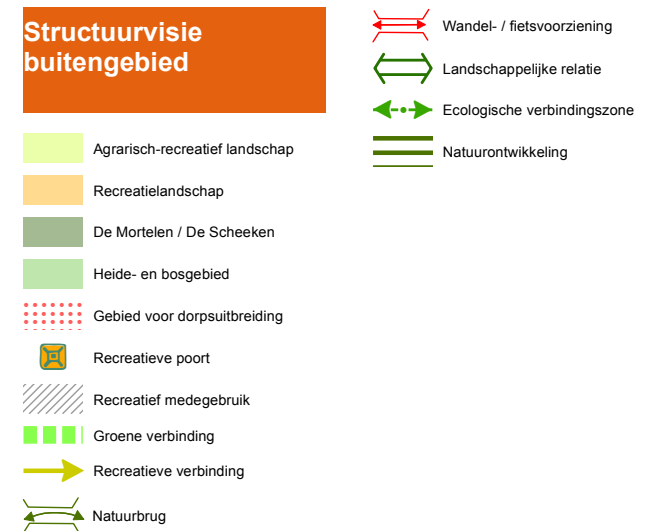 Structuurvisie
buitengebied
Agrarisch-recreatief landschap
Recreatielandschap
De Mortelen / De Scheeken
Heide- en bosgebied
Gebied voor dorpsuitbreiding
Recreatieve poort
Recreatief medegebruik
Groene verbinding
Recreatieve verbinding
Natuurbrug
Wandel- / fietsvoorziening
Landschappelijke relatie
Ecologische verbindingszone
Natuurontwikkeling